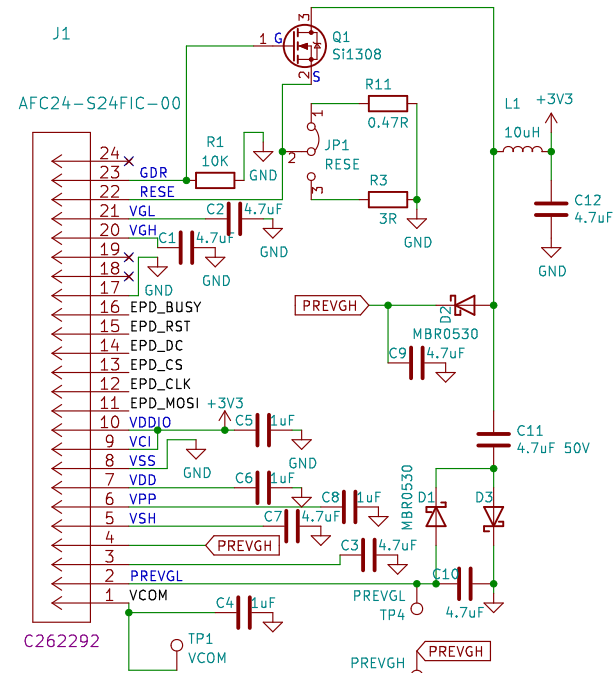 J1
AFC24-S24FIC-00
3
1 G
Q1
Si1308
2
S
R11
0.47R
L1
+3V3
10uH
1
2
JP1
RESE
3
R1
10K
GND
R3
3R
GND
C12
4.7uF
GND
24
23 GDR
22 RESE
21 VGL
C2 4.7uF
GND
20 VGH
C1 4.7uF
GND
19
18
GND
17
16 EPD_BUSY
15 EPD_RST
14 EPD_DC
13 EPD_CS
12 EPD_CLK
11 EPD_MOSI
10 VDDIO
+3V3
C5 1uF
GND
9 VCI
8 VSS
GND
7 VDD
C6 1uF
6 VPP
C8 1uF
5 VSH
C7 4.7uF
4
PREVGH
3
C3 4.7uF
2 PREVGL
1 VCOM
C4 1uF
C262292
TP1
VCOM
PREVGH
D2
MBR0530
C9 4.7uF
C11
4.7uF 50V
MBR0530
D1
D3
C10
4.7uF
PREVGL
TP4
PREVGH
PREVGH